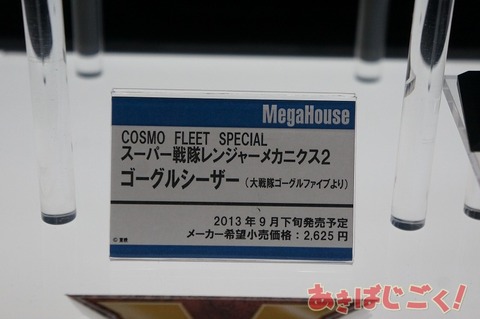 MegaHouse
COSMO FLEET SPECIAL
スーパー戦隊レンジャーメカニクス2
ゴーグルシーザー（大戦隊ゴーグルファイブより）
2013年9月下旬発売予定
メーカー希望小売価格：2,625円
© 東映
あきばじごく！